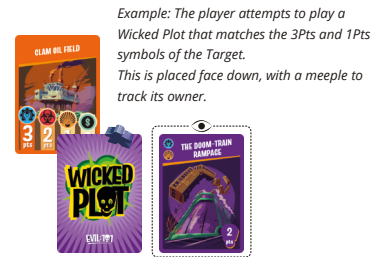 Example: The player attempts to play a
Wicked Plot that matches the 3Pts and 1Pts
symbols of the Target.
This is placed face down, with a meeple to
track its owner.
CLAM OIL FIELD
3 2
pts pts
WICKED
PLOT
EVIL 101
THE DOOM-TRAIN
RAMPAGE
2
pts